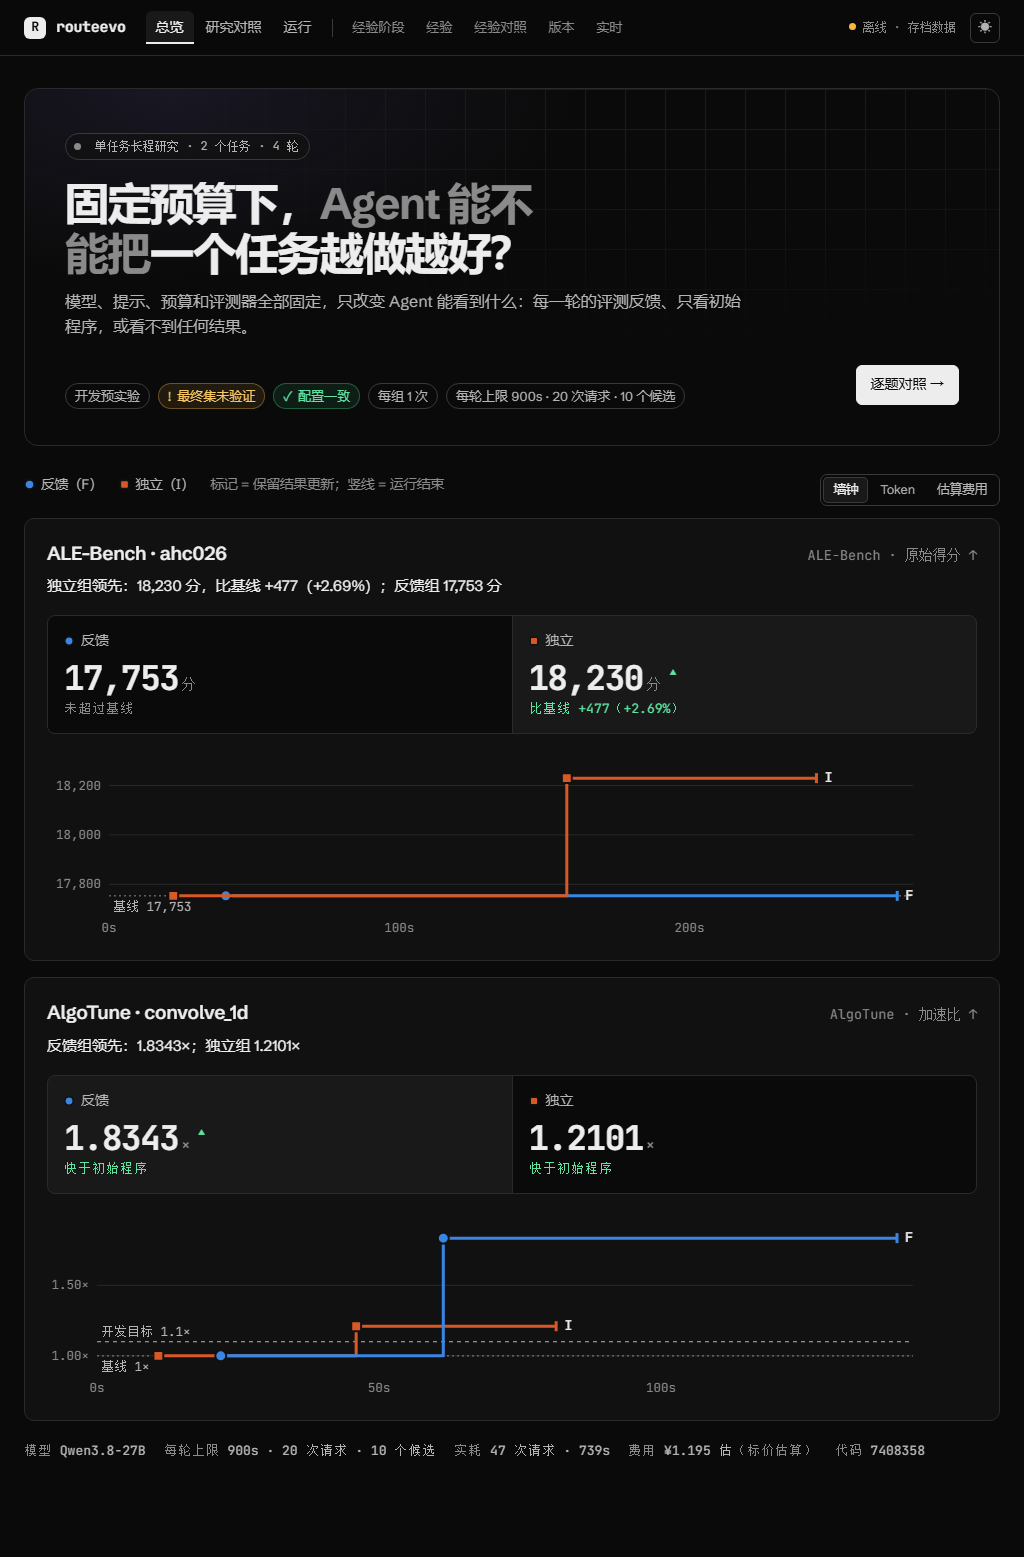 R routeevo 总览 研究对照 运行 经验阶段 经验 经验对照 版本 实时 离线 · 存档数据
单任务长程研究 · 2 个任务 · 4 轮
固定预算下，Agent 能不
能把一个任务越做越好？
模型、提示、预算和评测器全部固定，只改变 Agent 能看到什么：每一轮的评测反馈、只看初始
程序，或看不到任何结果。
逐题对照 →
开发预实验 ! 最终集未验证 ✓ 配置一致 每组 1 次 每轮上限 900s · 20 次请求 · 10 个候选
反馈（F） 独立（I） 标记 = 保留结果更新；竖线 = 运行结束 墙钟 Token 估算费用
ALE-Bench · ahc026 ALE-Bench · 原始得分 ↑
独立组领先：18,230 分，比基线 +477（+2.69%）；反馈组 17,753 分
反馈 独立
17,753 分 18,230 分 ▲
未超过基线 比基线 +477（+2.69%）
18,200 I
18,000
17,800
F
基线 17,753
0s 100s 200s
AlgoTune · convolve_1d AlgoTune · 加速比 ↑
反馈组领先：1.8343×；独立组 1.2101×
反馈 独立
1.8343 × ▲ 1.2101 ×
快于初始程序 快于初始程序
F
1.50×
I
开发目标 1.1×
1.00×
基线 1×
0s 50s 100s
模型 Qwen3.8-27B 每轮上限 900s · 20 次请求 · 10 个候选 实耗 47 次请求 · 739s 费用 ¥1.195 估（标价估算） 代码 7408358